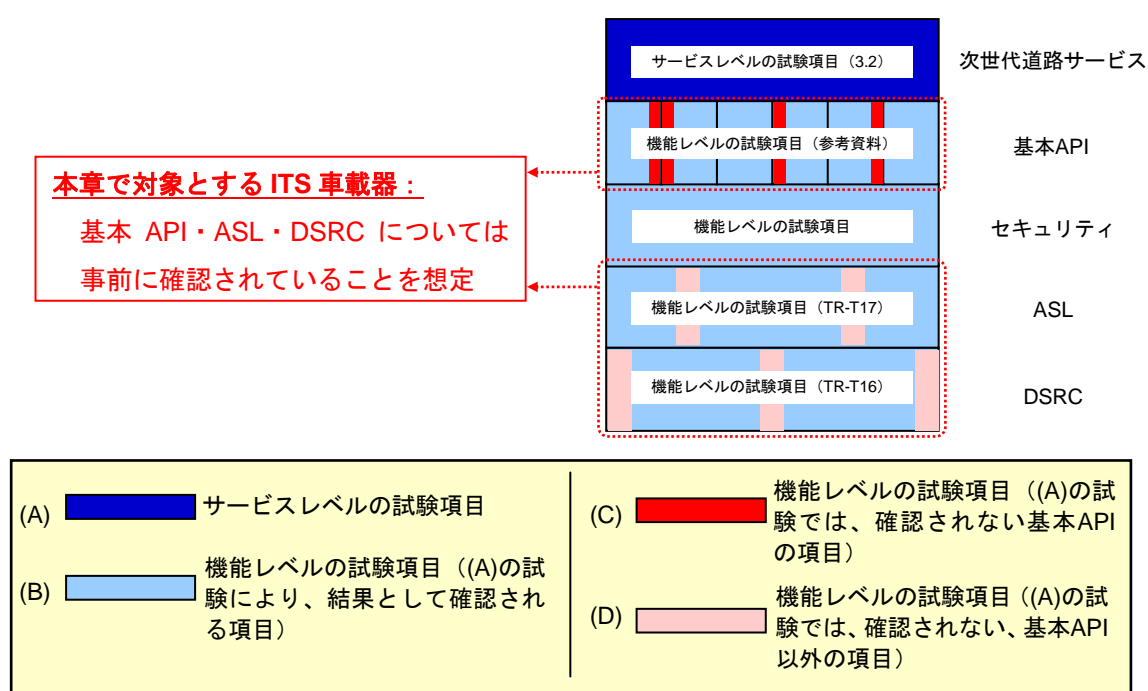 サービスレベルの試験項目（3.2）
次世代道路サービス
機能レベルの試験項目（参考資料）
基本API
本章で対象とする ITS 車載器：
基本 API・ASL・DSRC については
事前に確認されていることを想定
機能レベルの試験項目
セキュリティ
機能レベルの試験項目（TR-T17）
ASL
機能レベルの試験項目（TR-T16）
DSRC
(A) サービスレベルの試験項目
(B) 機能レベルの試験項目（(A)の試
験により、結果として確認され
る項目）
(C) 機能レベルの試験項目（(A)の試
験では、確認されない基本API
の項目）
(D) 機能レベルの試験項目（(A)の試
験では、確認されない、基本API
以外の項目）